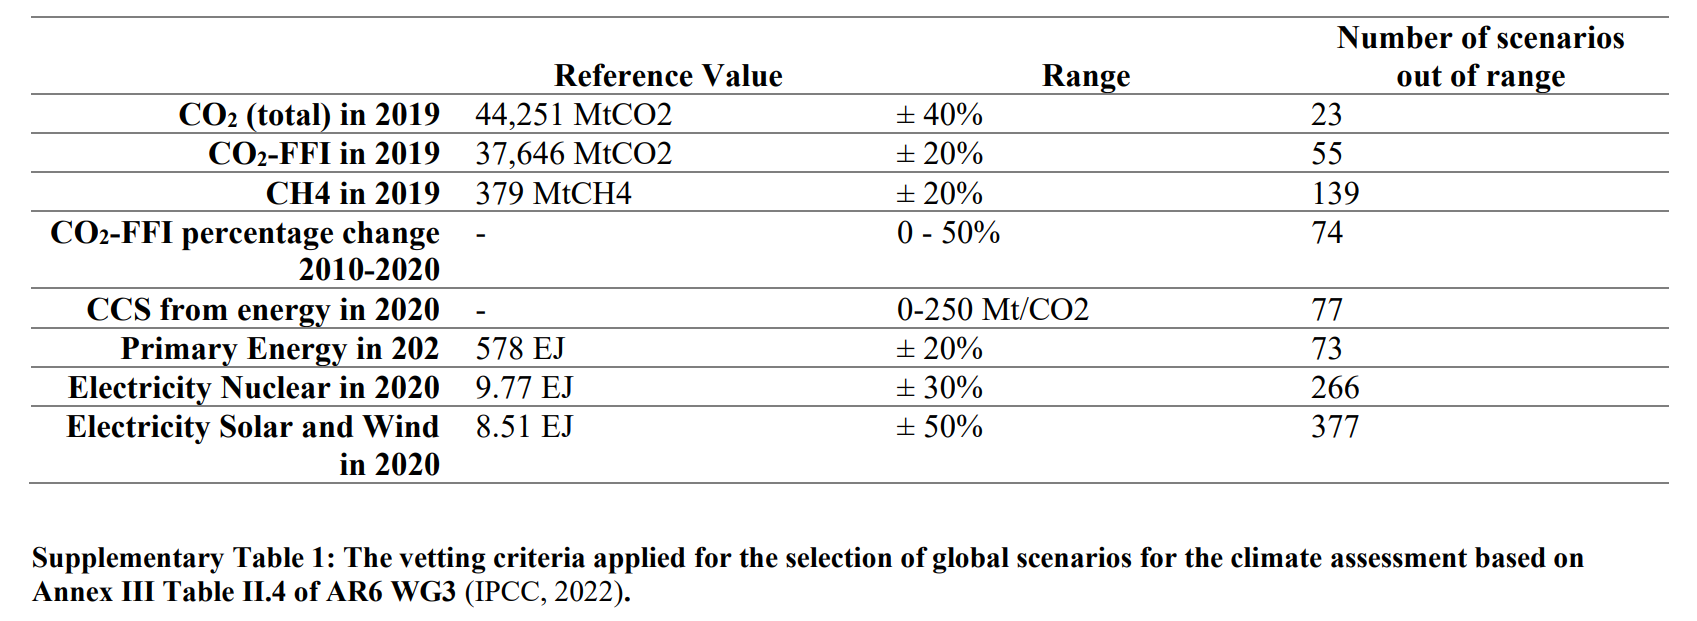 Number of scenarios
Reference Value Range out of range
CO₂ (total) in 2019 44,251 MtCO2 ± 40% 23
CO₂-FFI in 2019 37,646 MtCO2 ± 20% 55
CH4 in 2019 379 MtCH4 ± 20% 139
CO₂-FFI percentage change - 0 - 50% 74
2010-2020
CCS from energy in 2020 - 0-250 Mt/CO2 77
Primary Energy in 202 578 EJ ± 20% 73
Electricity Nuclear in 2020 9.77 EJ ± 30% 266
Electricity Solar and Wind 8.51 EJ ± 50% 377
in 2020
Supplementary Table 1: The vetting criteria applied for the selection of global scenarios for the climate assessment based on
Annex III Table II.4 of AR6 WG3 (IPCC, 2022).